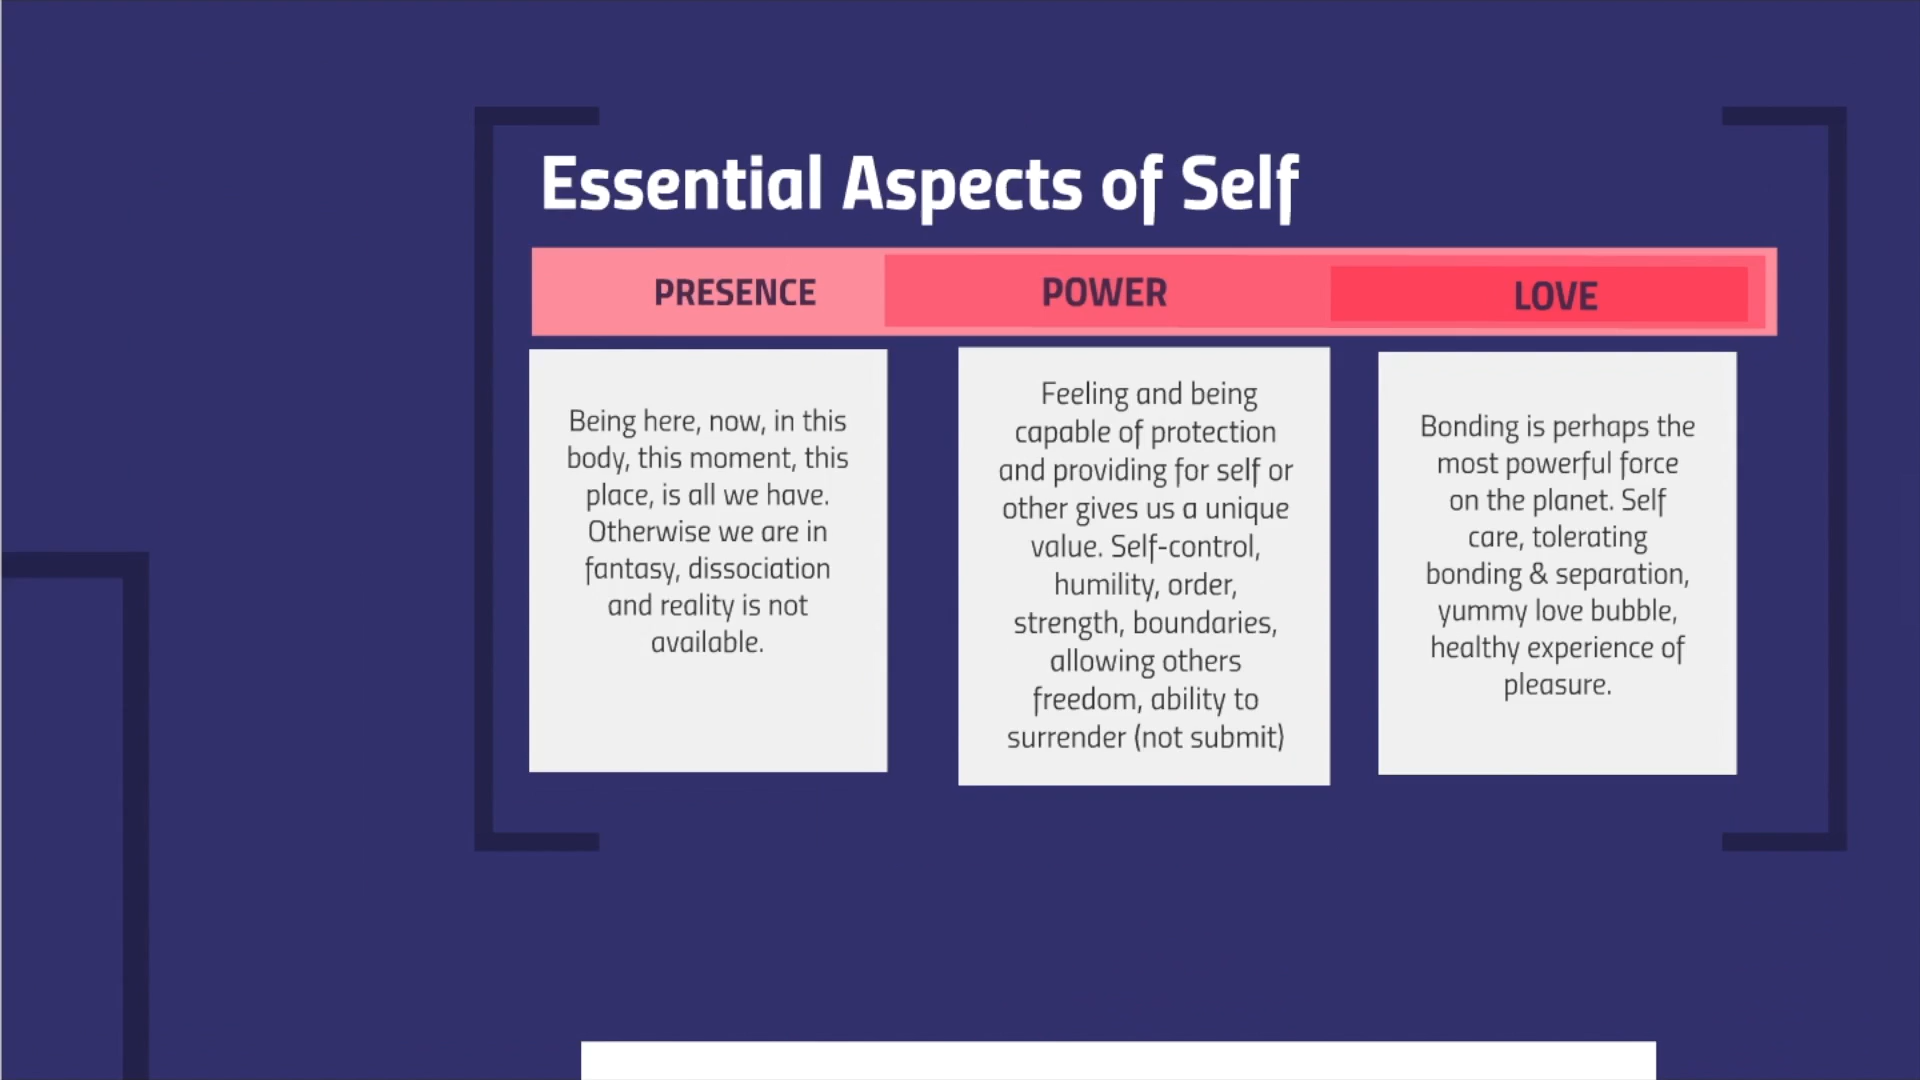 Essential Aspects of Self
PRESENCE
POWER
LOVE
Being here, now, in this
body, this moment, this
place, is all we have.
Otherwise we are in
fantasy, dissociation
and reality is not
available.
Feeling and being
capable of protection
and providing for self or
other gives us a unique
value. Self-control,
humility, order,
strength, boundaries,
allowing others
freedom, ability to
surrender (not submit)
Bonding is perhaps the
most powerful force
on the planet. Self
care, tolerating
bonding & separation,
yummy love bubble,
healthy experience of
pleasure.